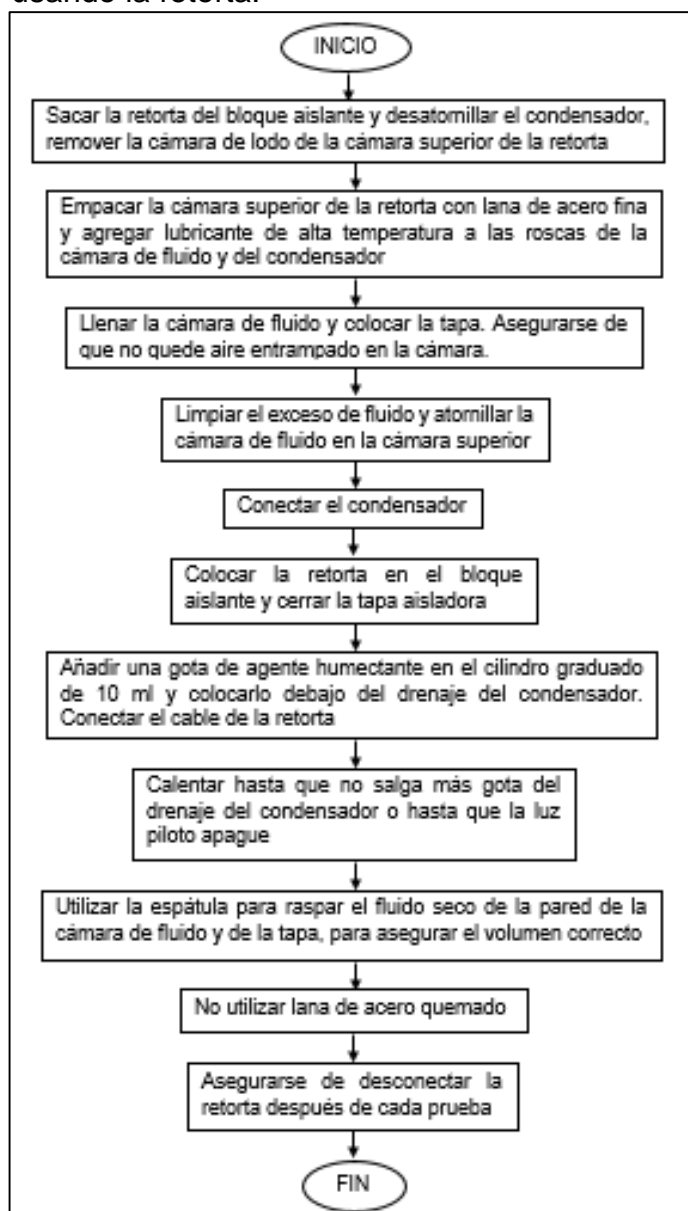 usando la retorta.
INICIO
Sacar la retorta del bloque aislante y desatornillar el condensador,
remover la cámara de lodo de la cámara superior de la retorta
Empacar la cámara superior de la retorta con lana de acero fina
y agregar lubricante de alta temperatura a las roscas de la
cámara de fluido y del condensador
Llenar la cámara de fluido y colocar la tapa. Asegurarse de
que no quede aire entrampado en la cámara.
Limpiar el exceso de fluido y atornillar la
cámara de fluido en la cámara superior
Conectar el condensador
Colocar la retorta en el bloque
aislante y cerrar la tapa aisladora
Añadir una gota de agente humectante en el cilindro graduado
de 10 ml y colocarlo debajo del drenaje del condensador.
Conectar el cable de la retorta
Calentar hasta que no salga más gota del
drenaje del condensador o hasta que la luz
piloto apague
Utilizar la espátula para raspar el fluido seco de la pared de la
cámara de fluido y de la tapa, para asegurar el volumen correcto
No utilizar lana de acero quemado
Asegurarse de desconectar la
retorta después de cada prueba
FIN